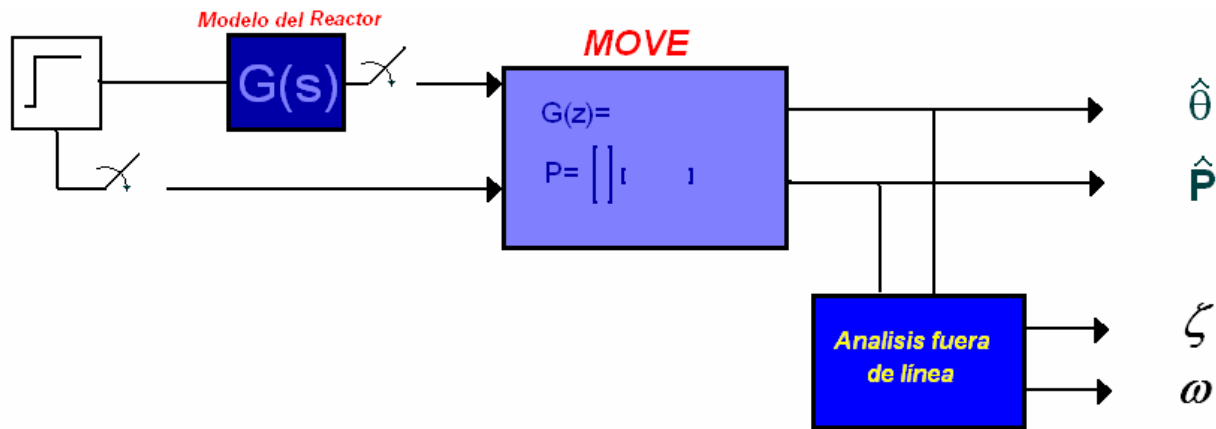 Modelo del Reactor
G(s)
MOVE
G(z)=
P= [ ] [ ]
θ̂
P̂
Analisis fuera
de línea
ζ
ω